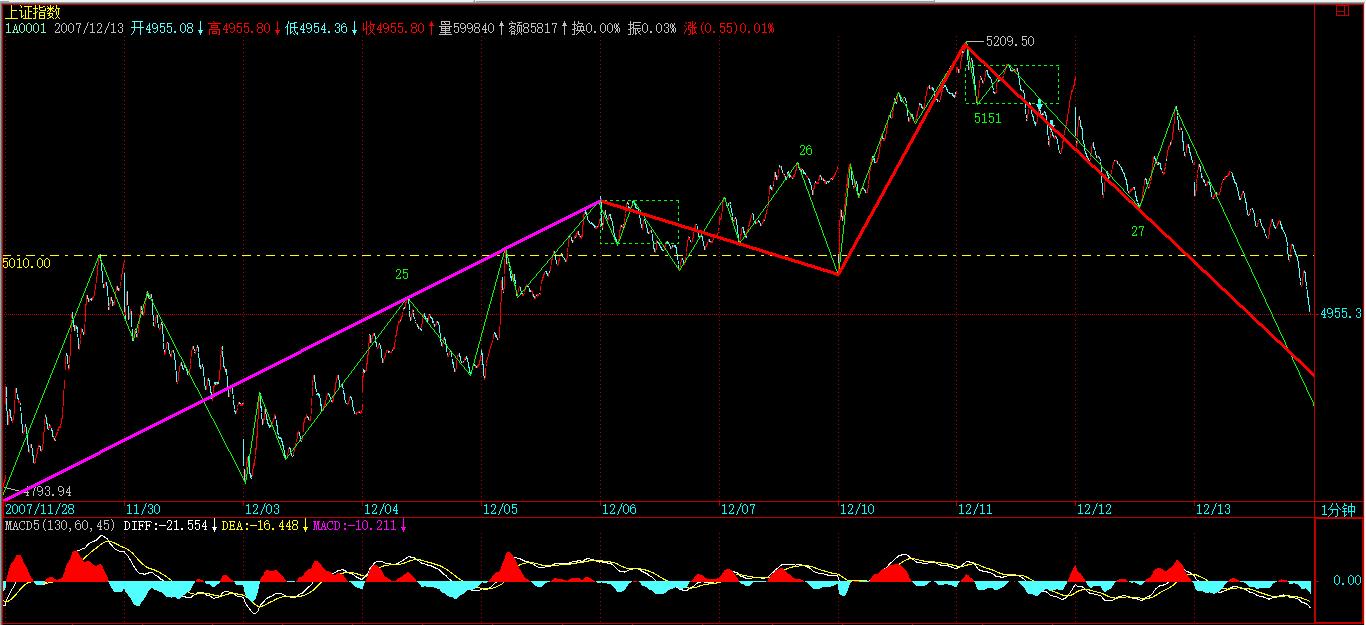 上证指数
1A0001 2007/12/13 开4955.08↓高4955.80↓低4954.36↓收4955.80↑量599840↑额85817↑换0.00% 振0.03% 涨(0.55)0.01%
5209.50
5151
26
27
5010.00
25
4955.3
4793.94
2007/11/28 11/30 12/03 12/04 12/05 12/06 12/07 12/10 12/11 12/12 12/13 1分钟
MACD5(130,60,45) DIFF:-21.554↓DEA:-16.448↓MACD:-10.211↓
0.00